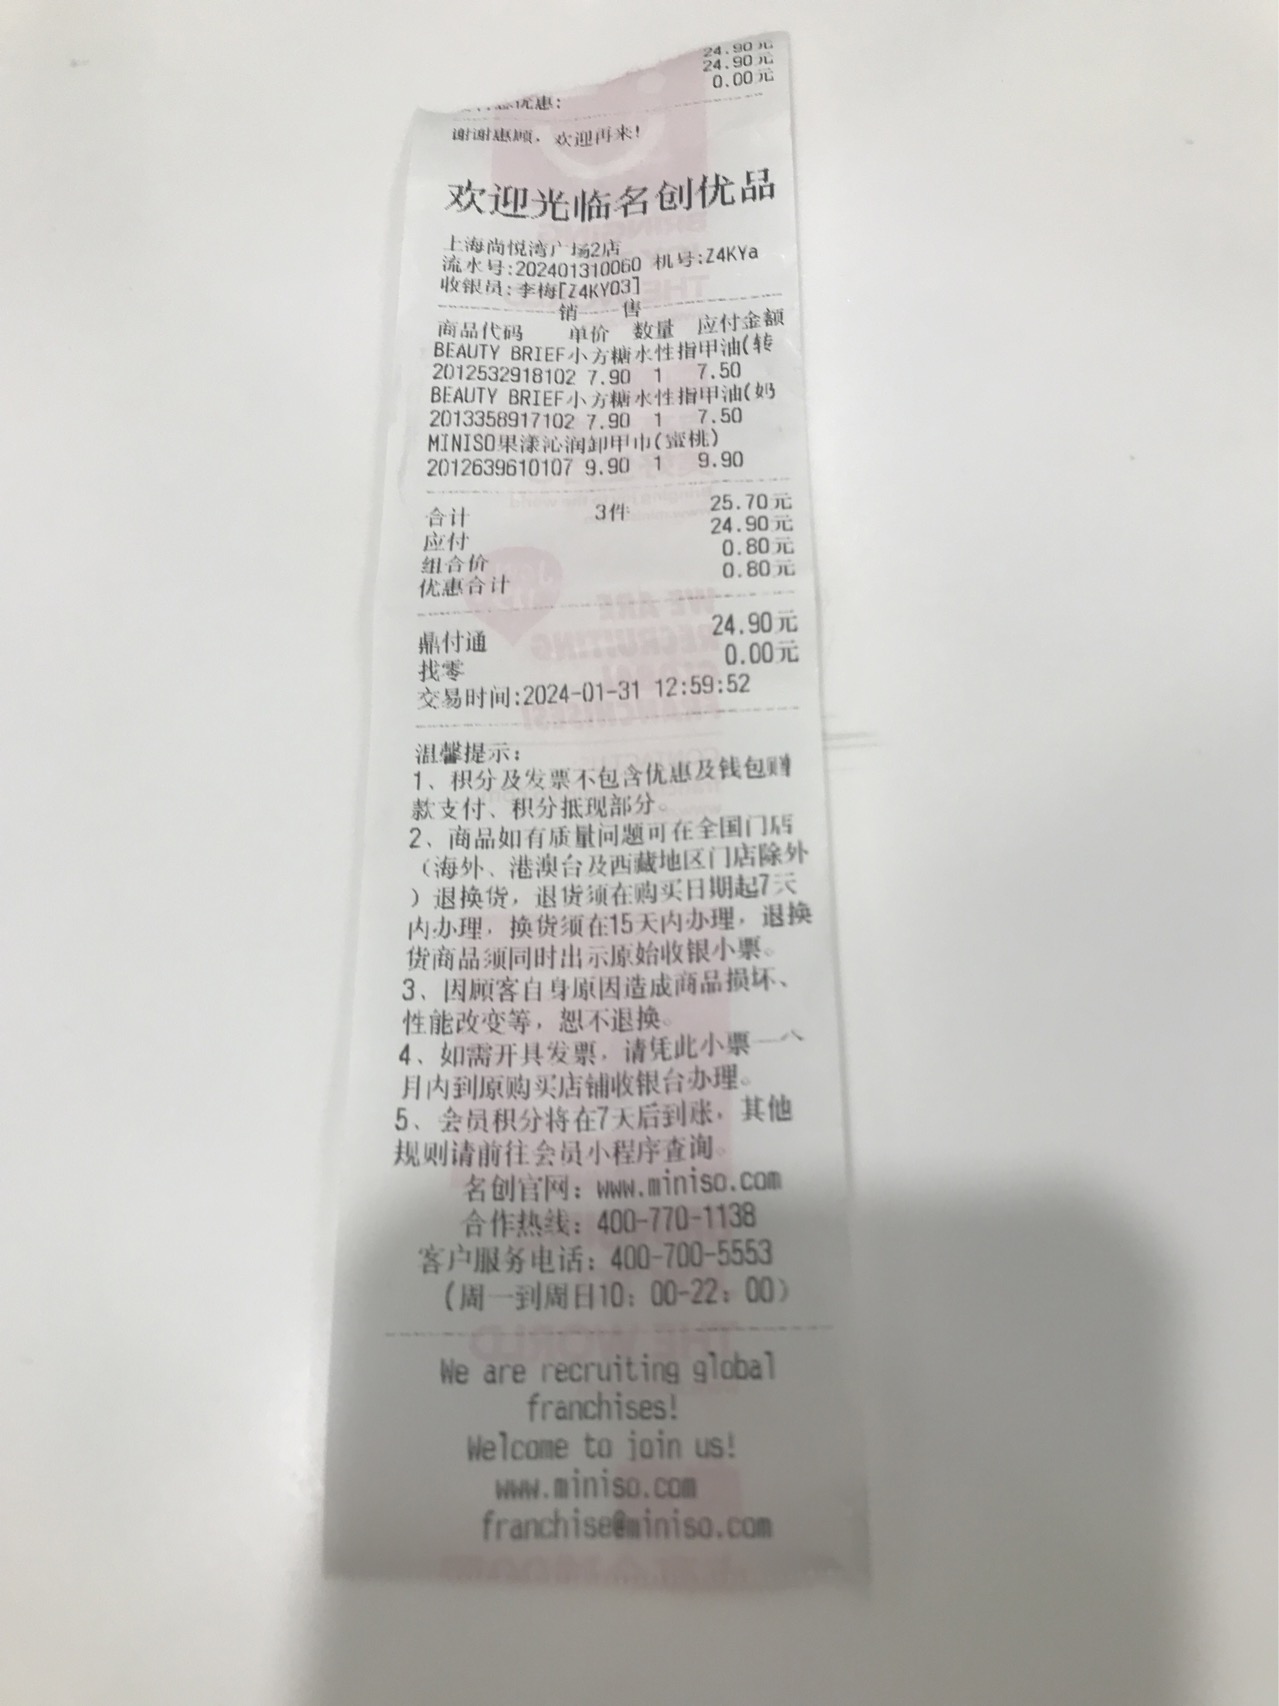 24.90元
24.90元
0.00元
优惠:
谢谢惠顾，欢迎再来!
欢迎光临名创优品
上海尚悦湾广场2店
流水号:202401310060 机号:Z4KYa
收银员:李梅[Z4KY03]
销 售
商品代码 单价 数量 应付金额
BEAUTY BRIEF小方糖水性指甲油(转
2012532918102 7.90 1 7.50
BEAUTY BRIEF小方糖水性指甲油(奶
2013358917102 7.90 1 7.50
MINISO果漾沁润卸甲巾(蜜桃)
2012639610107 9.90 1 9.90
合计 3件 25.70元
应付 24.90元
组合价 0.80元
优惠合计 0.80元
鼎付通 24.90元
找零 0.00元
交易时间:2024-01-31 12:59:52
温馨提示:
1、积分及发票不包含优惠及钱包赠
款支付、积分抵现部分。
2、商品如有质量问题可在全国门店
（海外、港澳台及西藏地区门店除外
）退换货，退货须在购买日期起7天
内办理，换货须在15天内办理，退换
货商品须同时出示原始收银小票。
3、因顾客自身原因造成商品损坏、
性能改变等，恕不退换。
4、如需开具发票，请凭此小票一个
月内到原购买店铺收银台办理。
5、会员积分将在7天后到账，其他
规则请前往会员小程序查询。
名创官网：www.miniso.com
合作热线：400-770-1138
客户服务电话：400-700-5553
（周一到周日10：00-22：00）
We are recruiting global
franchises!
Welcome to join us!
www.miniso.com
franchise@miniso.com